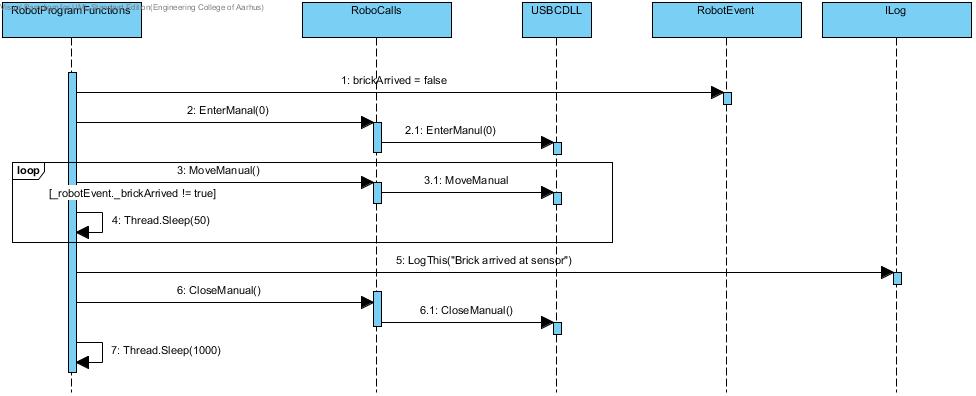 RobotProgramFunctions
Edition(Engineering College of Aarhus)
RoboCalls
USBCDLL
RobotEvent
ILog
1: brickArrived = false
2: EnterManal(0)
2.1: EnterManul(0)
loop
3: MoveManual()
3.1: MoveManual
[_robotEvent._brickArrived != true]
4: Thread.Sleep(50)
5: LogThis("Brick arrived at sensor")
6: CloseManual()
6.1: CloseManual()
7: Thread.Sleep(1000)